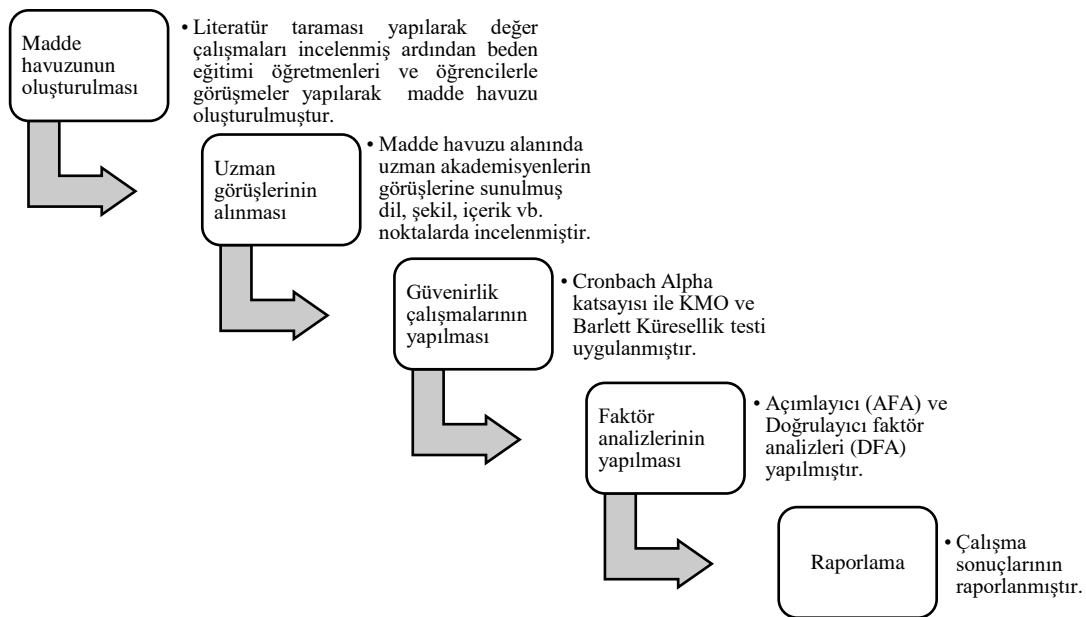 Madde
havuzunun
oluşturulması
• Literatür taraması yapılarak değer
çalışmaları incelenmiş ardından beden
eğitimi öğretmenleri ve öğrencilerle
görüşmeler yapılarak madde havuzu
oluşturulmuştur.
Uzman
görüşlerinin
alınması
• Madde havuzu alanında
uzman akademisyenlerin
görüşlerine sunulmuş
dil, şekil, içerik vb.
noktalarda incelenmiştir.
Güvenirlik
çalışmalarının
yapılması
• Cronbach Alpha
katsayısı ile KMO ve
Barlett Küresellik testi
uygulanmıştır.
Faktör
analizlerinin
yapılması
• Açımlayıcı (AFA) ve
Doğrulayıcı faktör
analizleri (DFA)
yapılmıştır.
Raporlama
• Çalışma
sonuçlarının
raporlanmıştır.